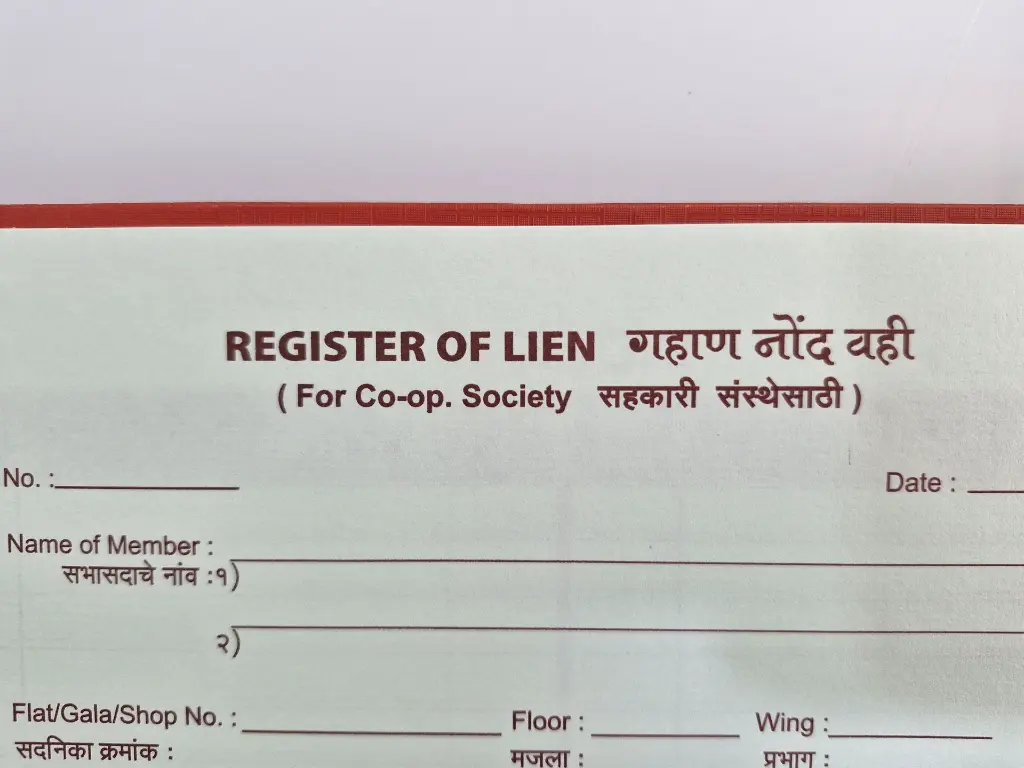 REGISTER OF LIEN गहाण नोंद वही
( For Co-op. Society सहकारी संस्थेसाठी )
No. :
Date :
Name of Member :
सभासदाचे नांव :१)
२)
Flat/Gala/Shop No. : Floor : Wing :
सदनिका क्रमांक : मजला : प्रभाग :